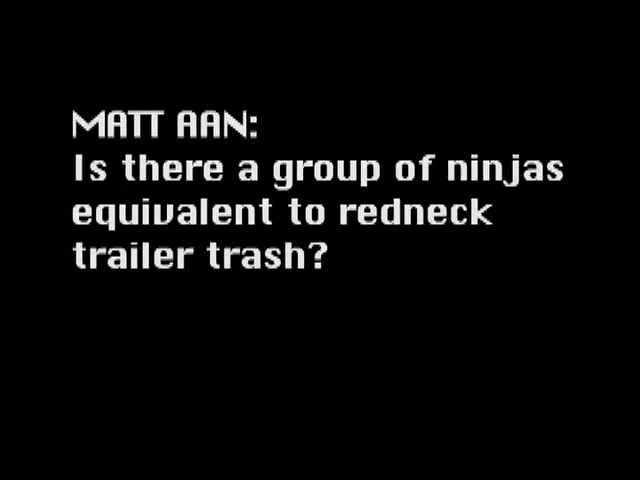 MATT AAN:
Is there a group of ninjas
equivalent to redneck
trailer trash?